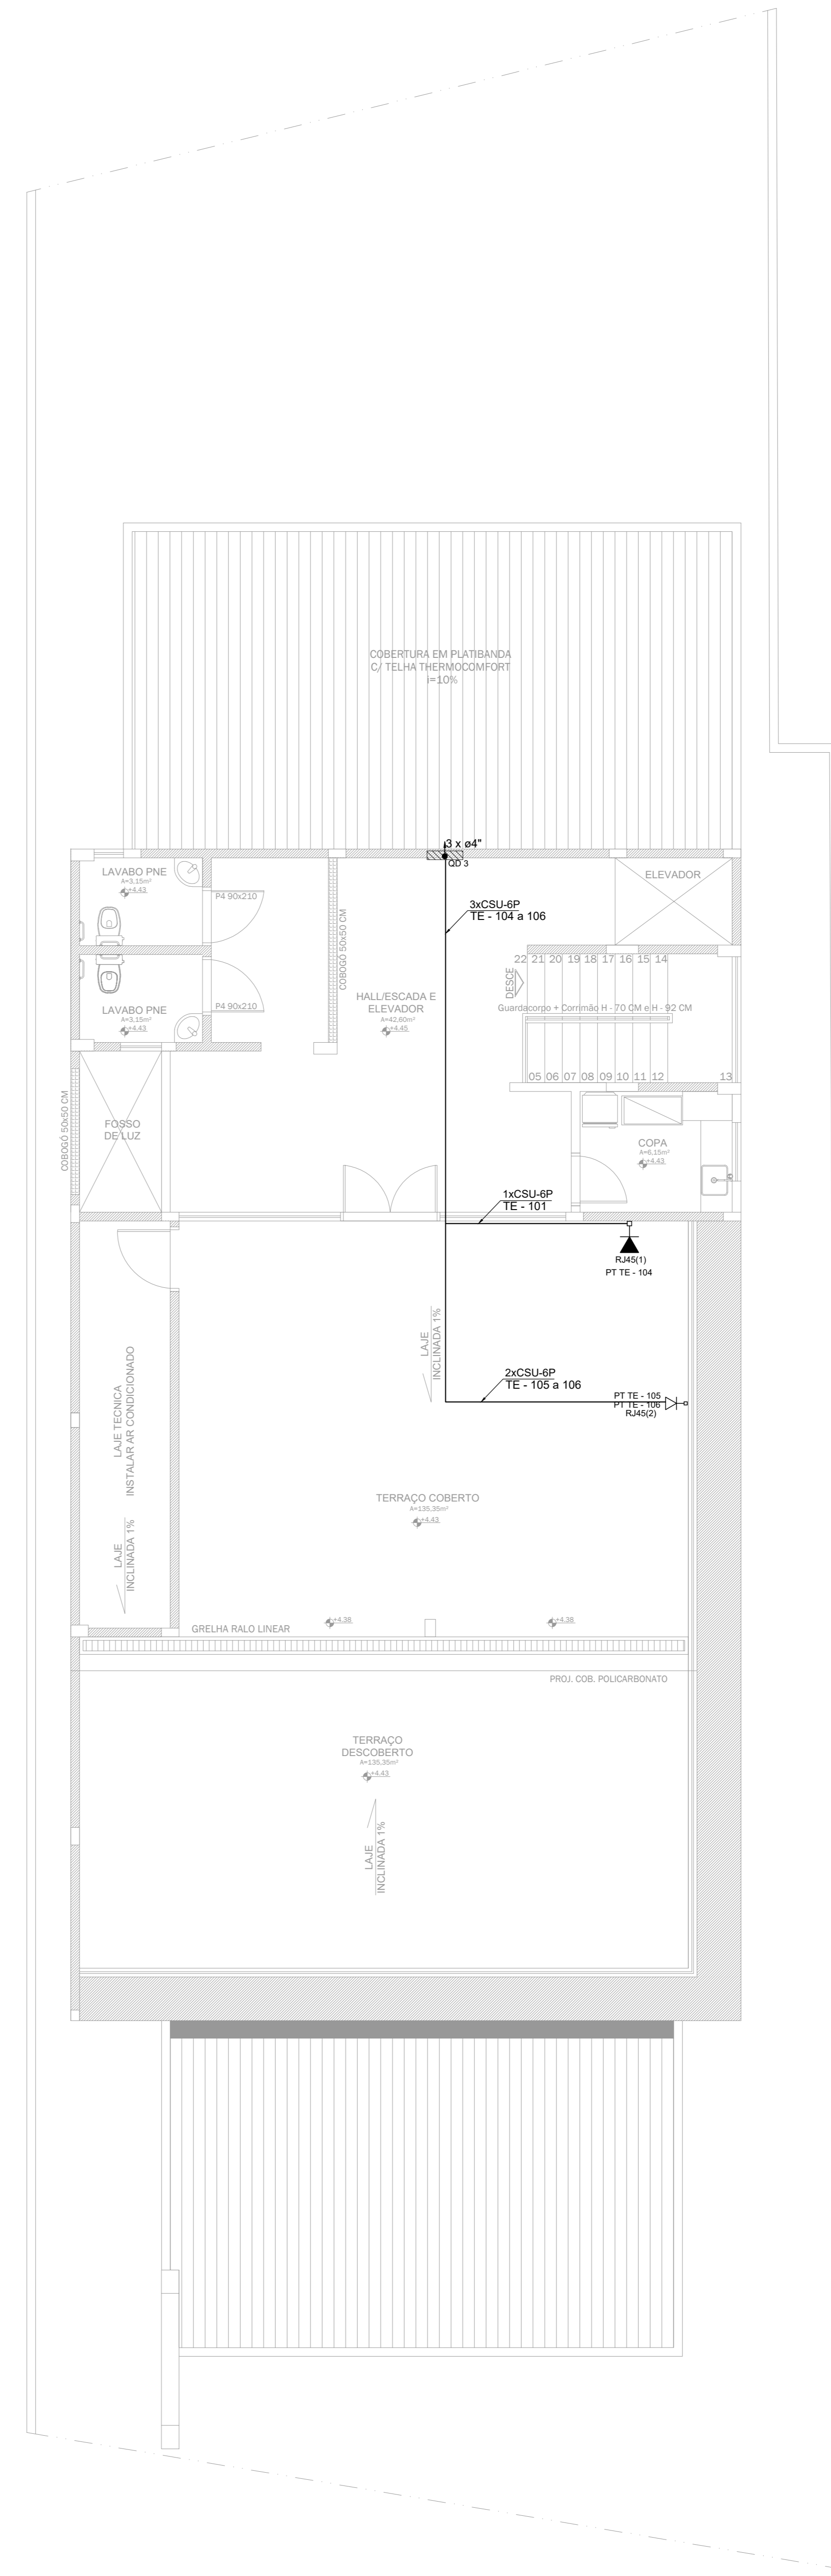 COBERTURA EM PLATIBANDA
C/ TELHA THERMOCOMFORT
i=10%
3 x ø4"
QD 3
LAVABO PNE
A=3,15m²
+4.43
P4 90x210
ELEVADOR
3xCSU-6P
TE - 104 a 106
COBOGÓ 50x50 CM
22 21 20 19 18 17 16 15 14
DESCE
HALL/ESCADA E
ELEVADOR
A=42,60m²
+4.45
Guardacorpo + Corrimão H - 70 CM e H - 92 CM
P4 90x210
LAVABO PNE
A=3,15m²
+4.43
05 06 07 08 09 10 11 12 13
COBOGÓ 50x50 CM
FOSSO
DE LUZ
COPA
A=6,15m²
+4.43
1xCSU-6P
TE - 101
RJ45(1)
PT TE - 104
LAJE
INCLINADA 1%
LAJE TECNICA
INSTALAR AR CONDICIONADO
2xCSU-6P
TE - 105 a 106
PT TE - 105
PT TE - 106
RJ45(2)
TERRAÇO COBERTO
A=135,35m²
+4.43
LAJE
INCLINADA 1%
+4.38
+4.38
GRELHA RALO LINEAR
PROJ. COB. POLICARBONATO
TERRAÇO
DESCOBERTO
A=135,35m²
+4.43
LAJE
INCLINADA 1%